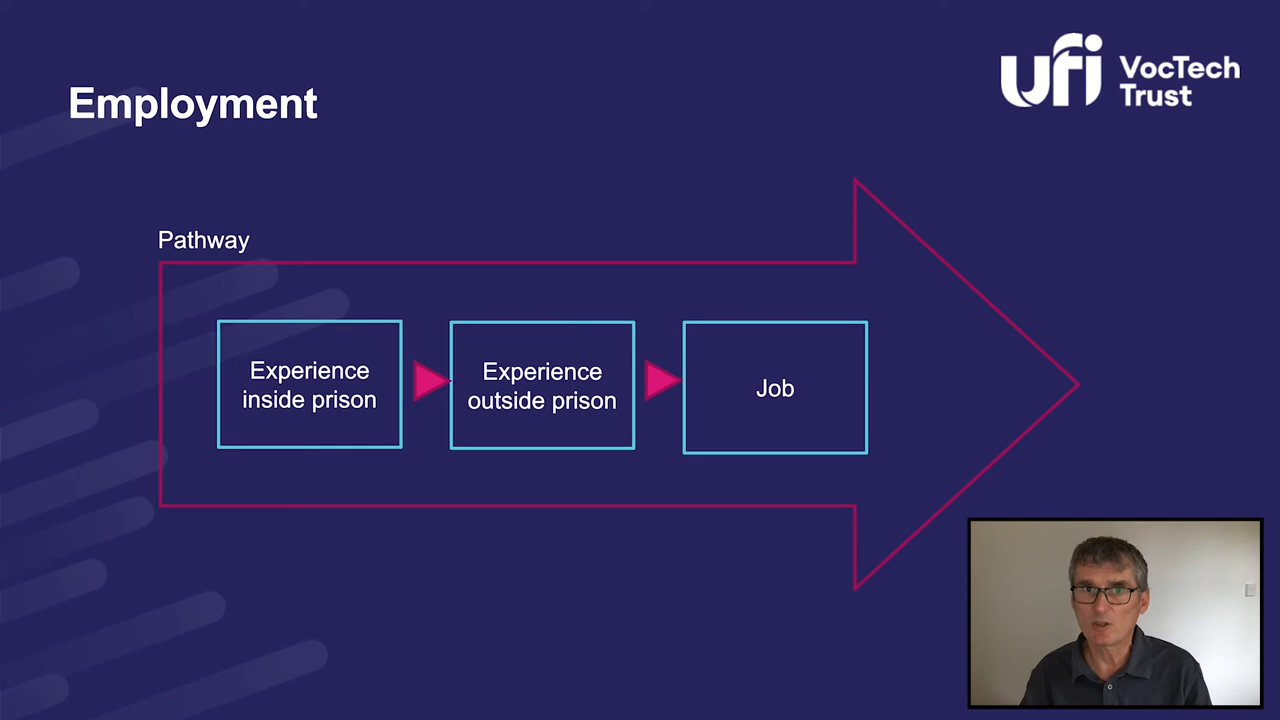 Employment
ufi
VocTech
Trust
Pathway
Experience
inside prison
Experience
outside prison
Job